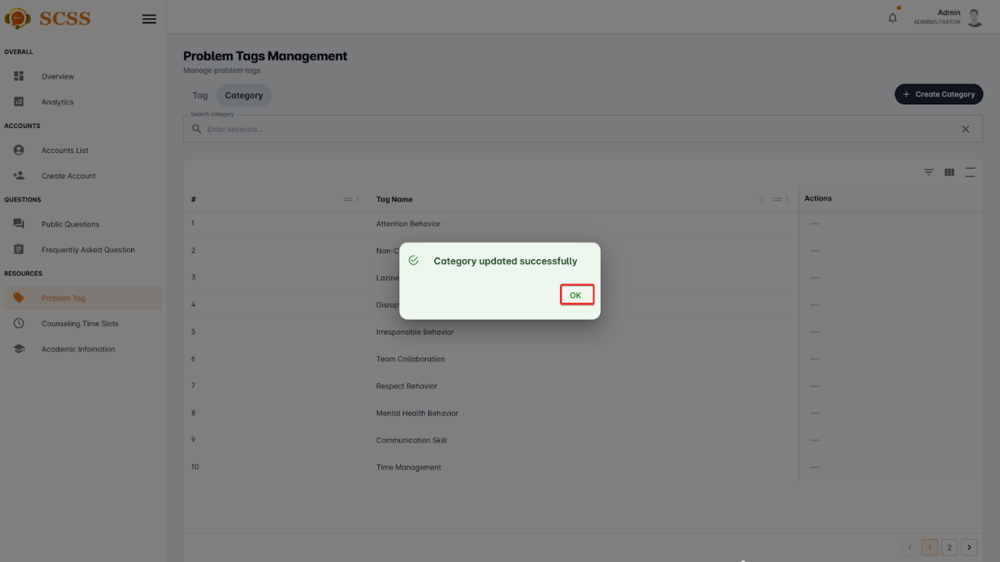 SCSS
Admin
ADMINISTRATOR
OVERALL
Overview
Analytics
ACCOUNTS
Accounts List
Create Account
QUESTIONS
Public Questions
Frequently Asked Question
RESOURCES
Problem Tag
Counseling Time Slots
Academic Infomation
Problem Tags Management
Manage problem tags
Tag Category
+ Create Category
Search category
Enter keyword...
# Tag Name Actions
1 Attention Behavior
2 Non-C
3 Lazine
4 Disrup
5 Irresponsible Behavior
6 Team Collaboration
7 Respect Behavior
8 Mental Health Behavior
9 Communication Skill
10 Time Management
Category updated successfully
OK
1 2